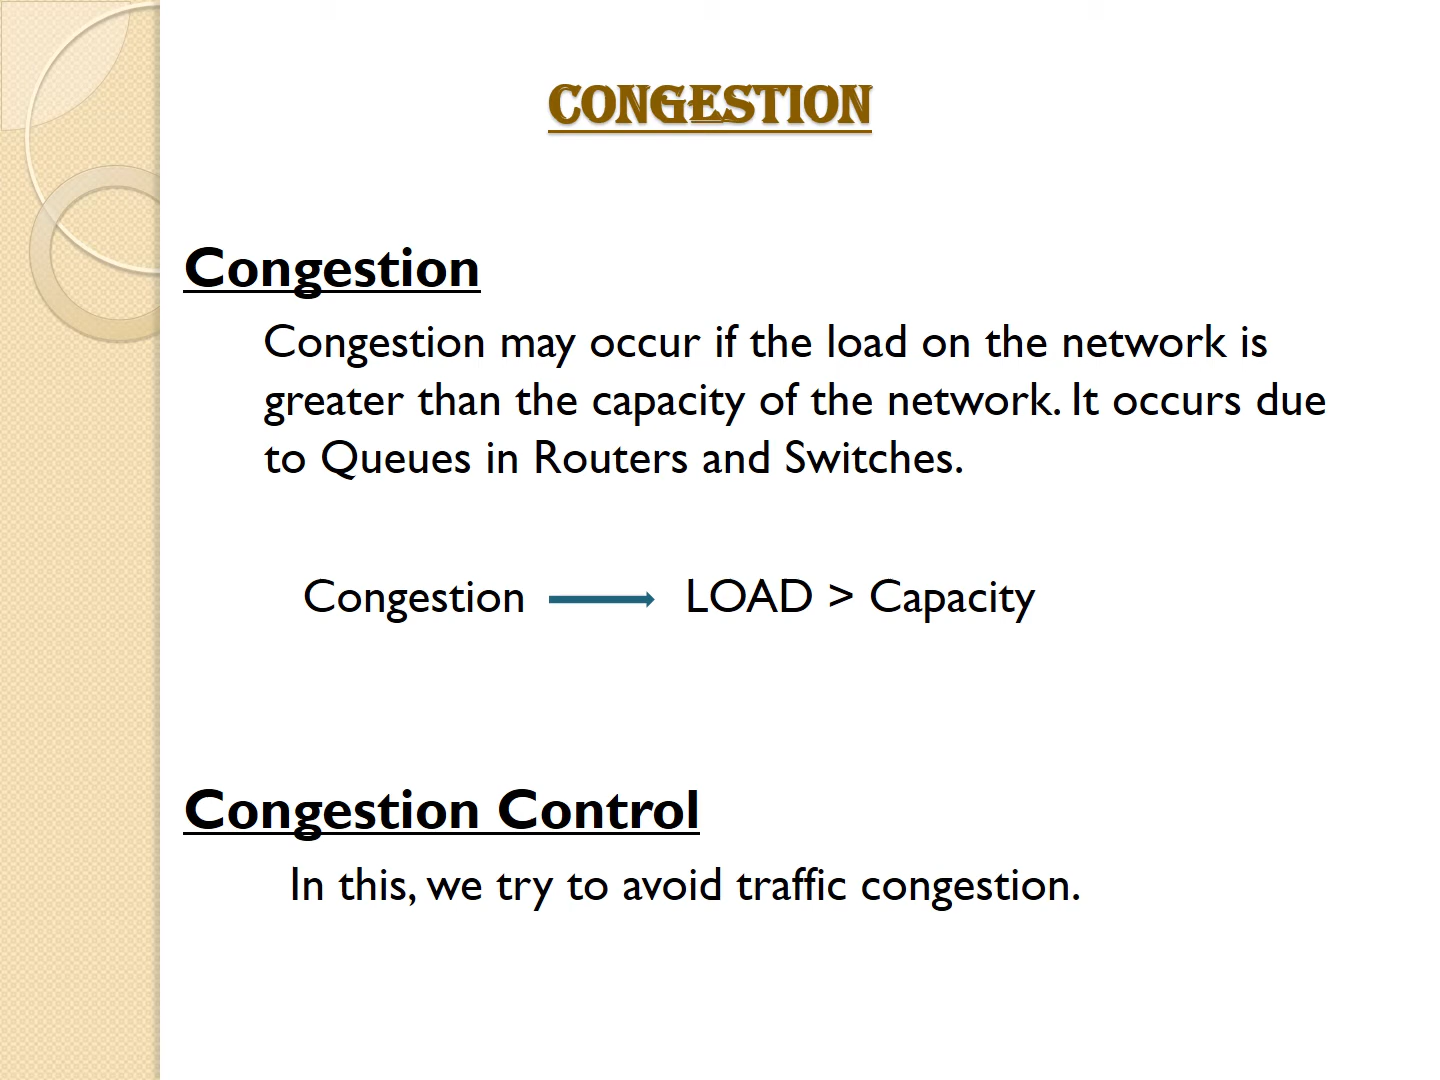 CONGESTION
Congestion
Congestion may occur if the load on the network is
greater than the capacity of the network. It occurs due
to Queues in Routers and Switches.
Congestion LOAD > Capacity
Congestion Control
In this, we try to avoid traffic congestion.